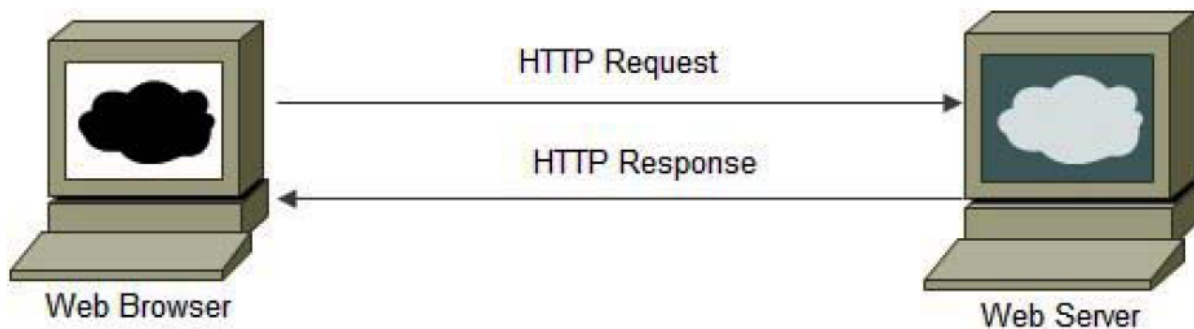 HTTP Request
HTTP Response
Web Browser
Web Server